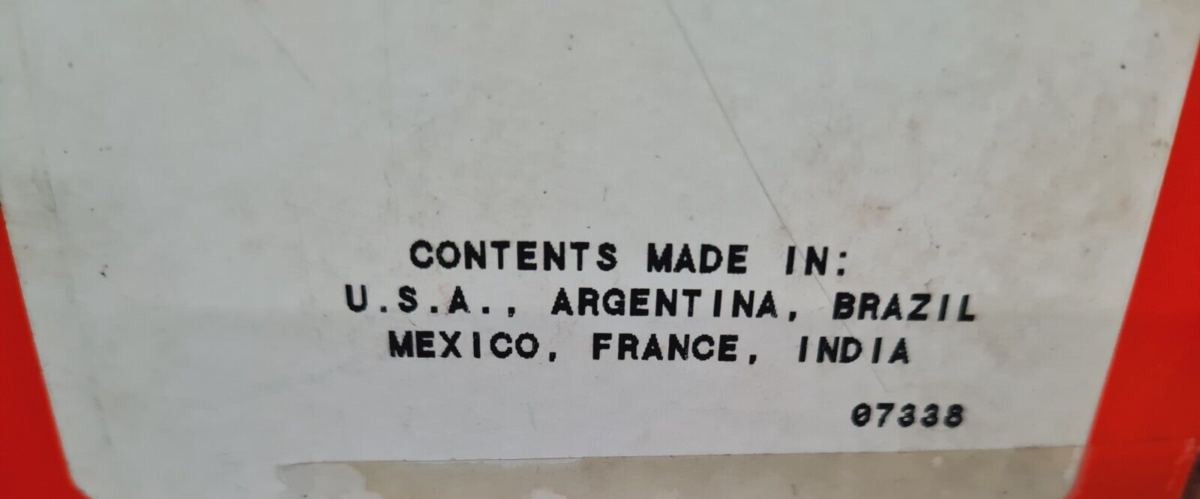 CONTENTS MADE IN:
U.S.A., ARGENTINA, BRAZIL
MEXICO, FRANCE, INDIA
07338